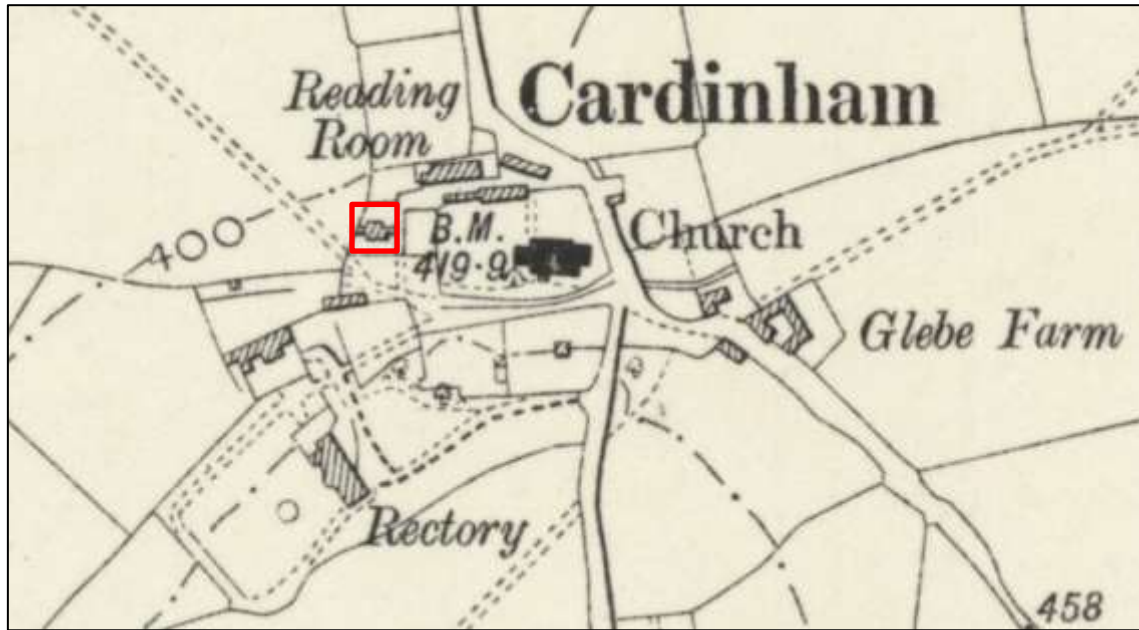 Cardinham
Reading
Room
400
B.M.
419·9
Church
Glebe Farm
Rectory
458